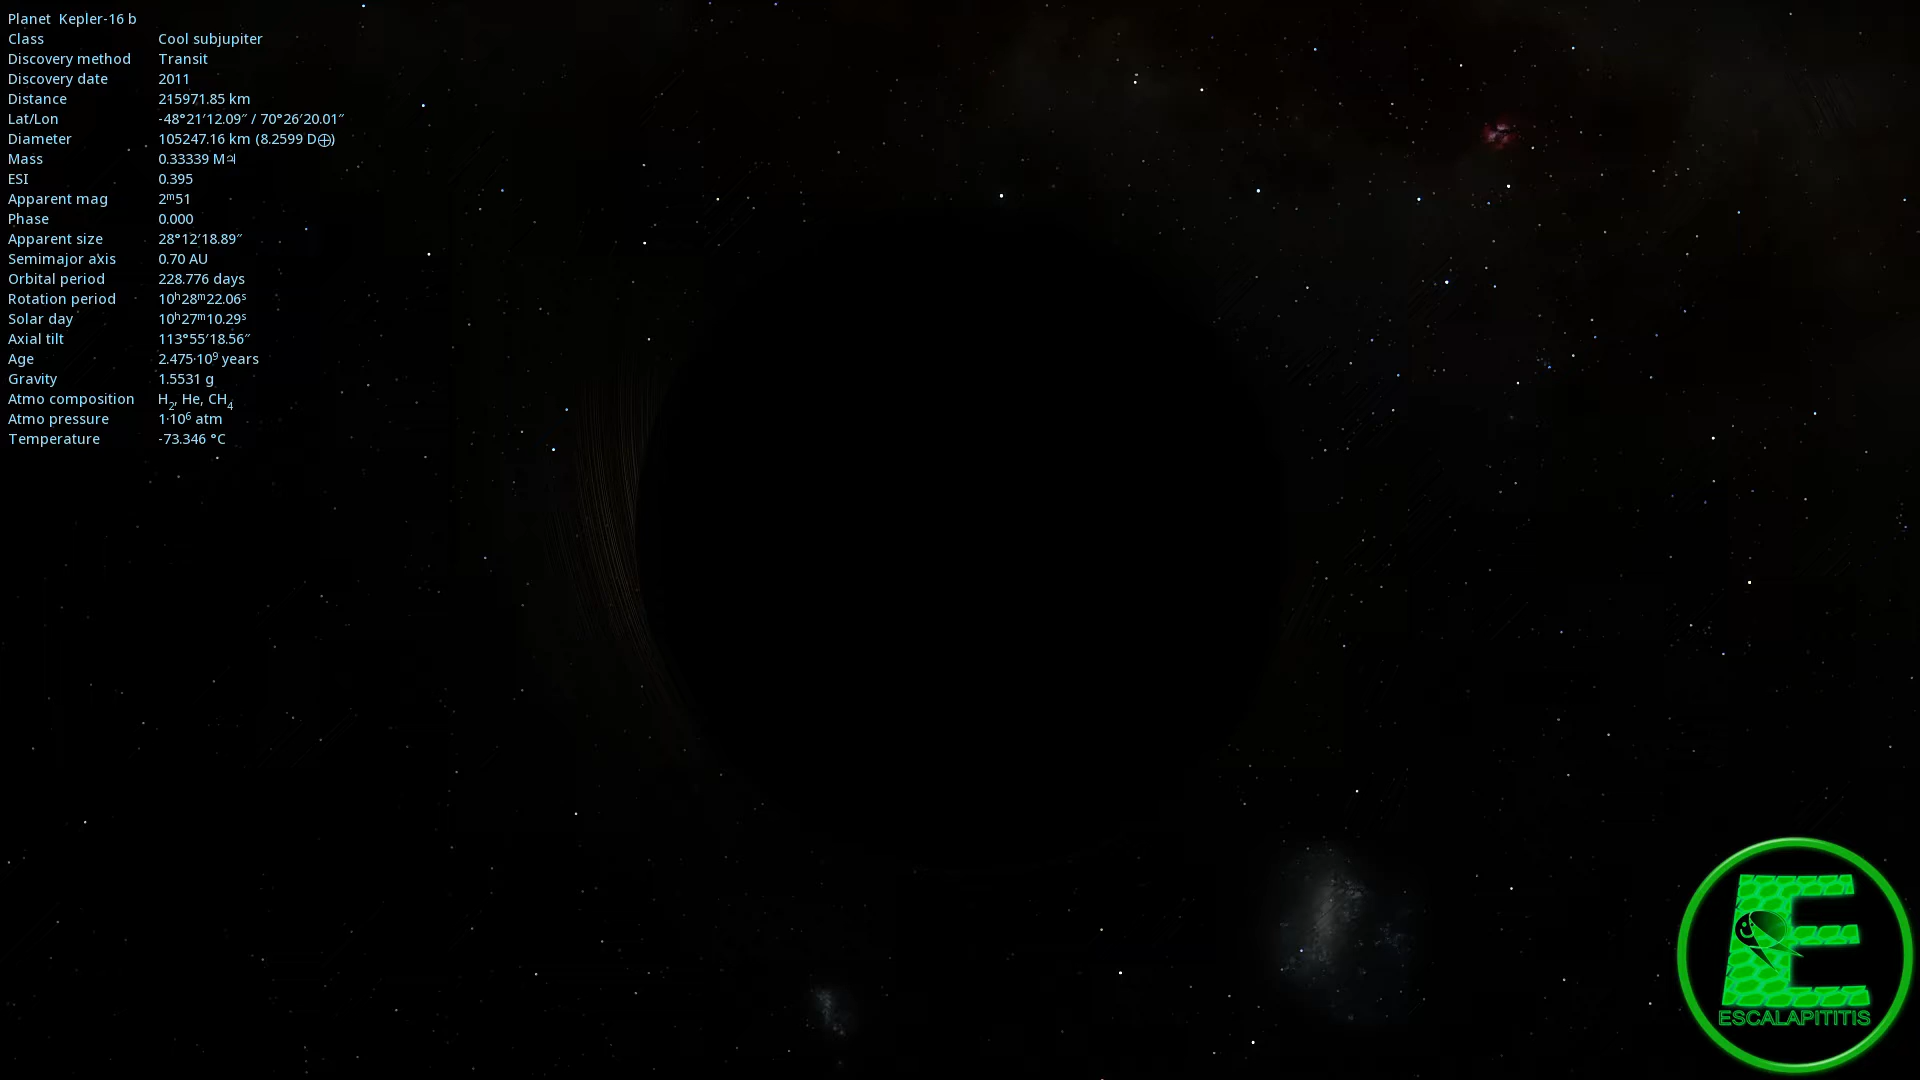 Planet Kepler-16 b
Class Cool subjupiter
Discovery method Transit
Discovery date 2011
Distance 215971.85 km
Lat/Lon -48°21′12.09″ / 70°26′20.01″
Diameter 105247.16 km (8.2599 D⊕)
Mass 0.33339 M♃
ESI 0.395
Apparent mag 2ᵐ51
Phase 0.000
Apparent size 28°12′18.89″
Semimajor axis 0.70 AU
Orbital period 228.776 days
Rotation period 10ʰ28ᵐ22.06ˢ
Solar day 10ʰ27ᵐ10.29ˢ
Axial tilt 113°55′18.56″
Age 2.475·10⁹ years
Gravity 1.5531 g
Atmo composition H₂, He, CH₄
Atmo pressure 1·10⁶ atm
Temperature -73.346 °C
E
ESCALAPITITIS